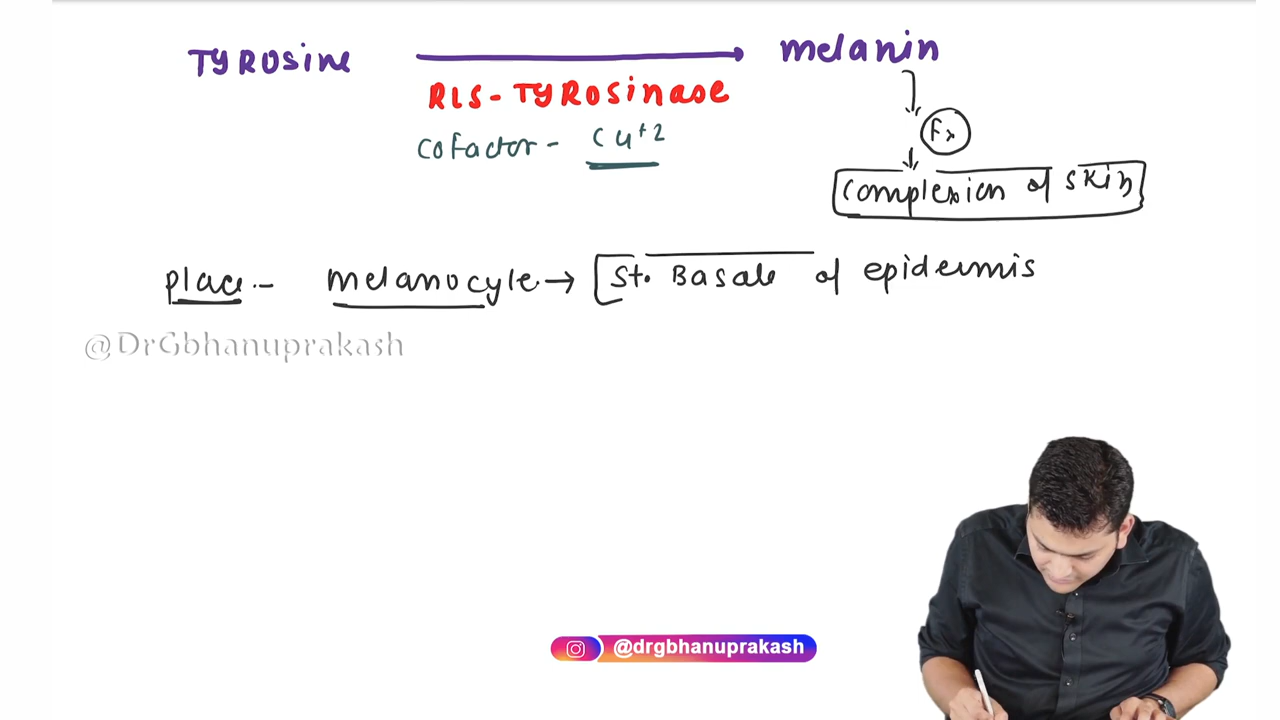 TYROSine melanin
RLS-TYROSinase
cofactor- Cu+2
Fx
complexion of skin
place:- melanocyte → St. Basale of epidermis
@DrGbhanuprakash
@drgbhanuprakash